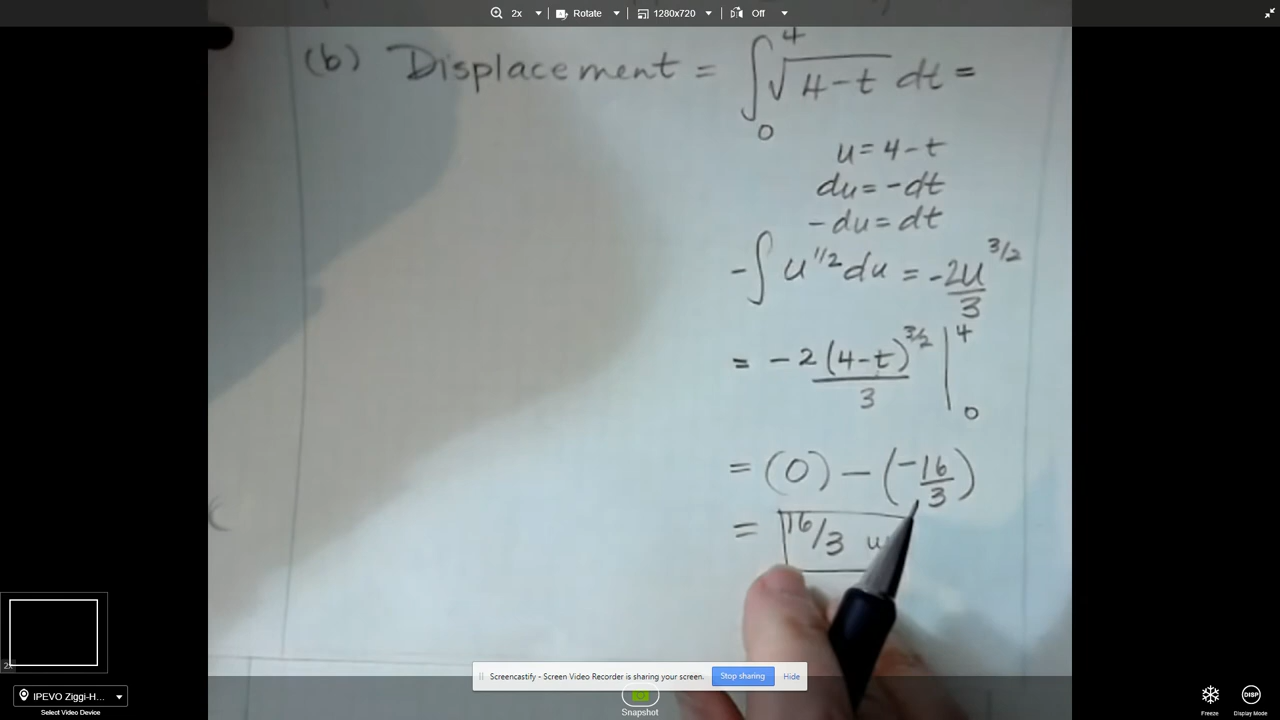 2x Rotate 1280x720 Off
(b) Displacement = ∫₀⁴ √(4-t) dt =
u = 4-t
du = -dt
-du = dt
-∫ u^1/2 du = -2u^3/2 / 3
= -2(4-t)^3/2 / 3 |₀⁴
= (0) - (-16/3)
= 16/3
2x
Screencastify - Screen Video Recorder is sharing your screen. Stop sharing Hide
IPEVO Ziggi-H...
Select Video Device
Snapshot
Freeze
DISP
Display Mode